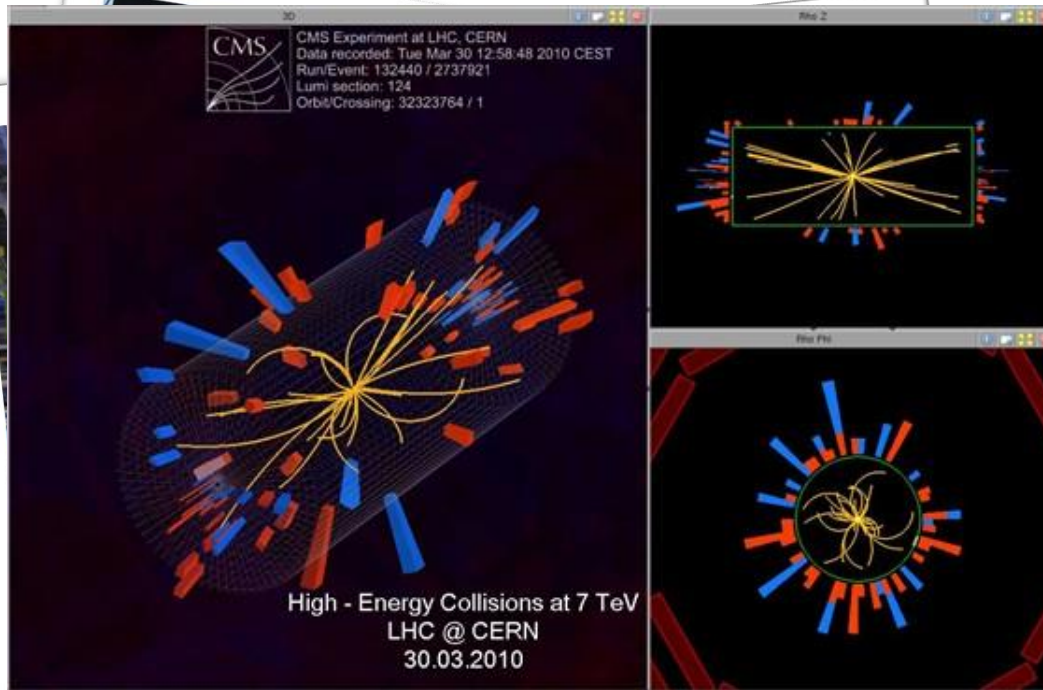 3D
CMS
CMS Experiment at LHC, CERN
Data recorded: Tue Mar 30 12:58:48 2010 CEST
Run/Event: 132440 / 2737921
Lumi section: 124
Orbit/Crossing: 32323764 / 1
High - Energy Collisions at 7 TeV
LHC @ CERN
30.03.2010
Rho Z
Rho Phi